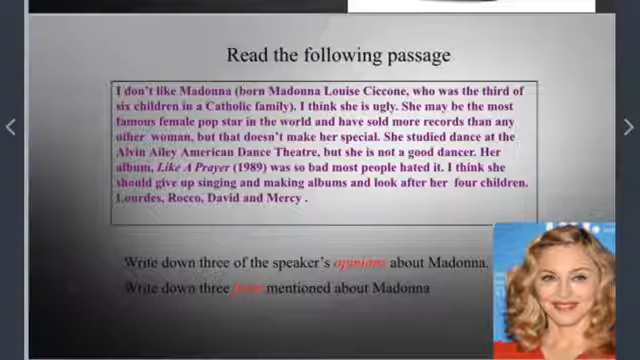 Read the following passage
I don't like Madonna (born Madonna Louise Ciccone, who was the third of
six children in a Catholic family). I think she is ugly. She may be the most
famous female pop star in the world and have sold more records than any
other woman, but that doesn't make her special. She studied dance at the
Alvin Ailey American Dance Theatre, but she is not a good dancer. Her
album, Like A Prayer (1989) was so bad most people hated it. I think she
should give up singing and making albums and look after her four children.
Lourdes, Rocco, David and Mercy .
Write down three of the speaker's opinions about Madonna.
Write down three facts mentioned about Madonna